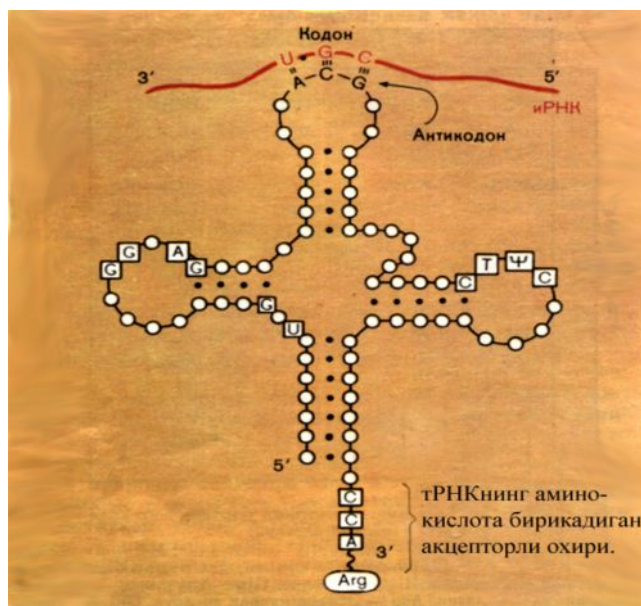 Кодон
U G C
3′ 5′
A C G
иРНК
Антикодон
G G A G
C T Ψ C
G
U
5′
C
C
A
3′
Arg
тРНКнинг амино-
кислота бирикадиган
акцепторли охири.